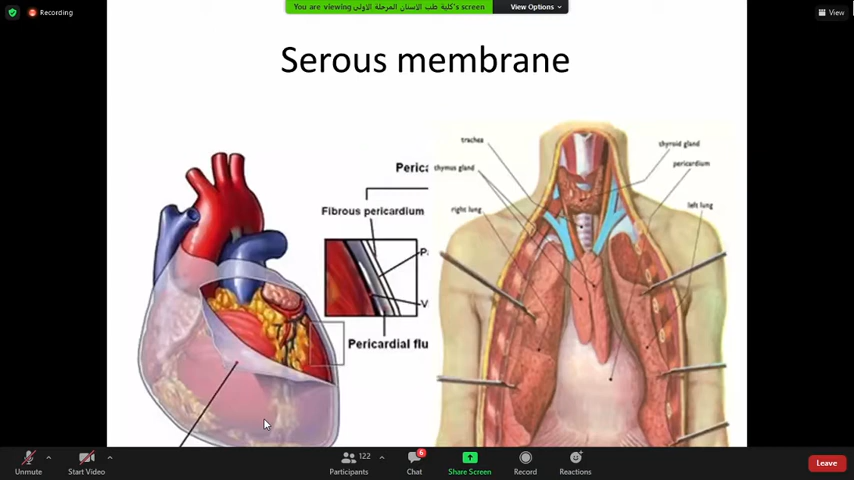 Recording
You are viewing كلية طب الاسنان المرحلة الاولى's screen
View Options
View
Serous membrane
Perica
Fibrous pericardium
Pa
V
Pericardial flu
trachea
thymus gland
right lung
thyroid gland
pericardium
left lung
Unmute
Start Video
122
Participants
6
Chat
Share Screen
Record
Reactions
Leave